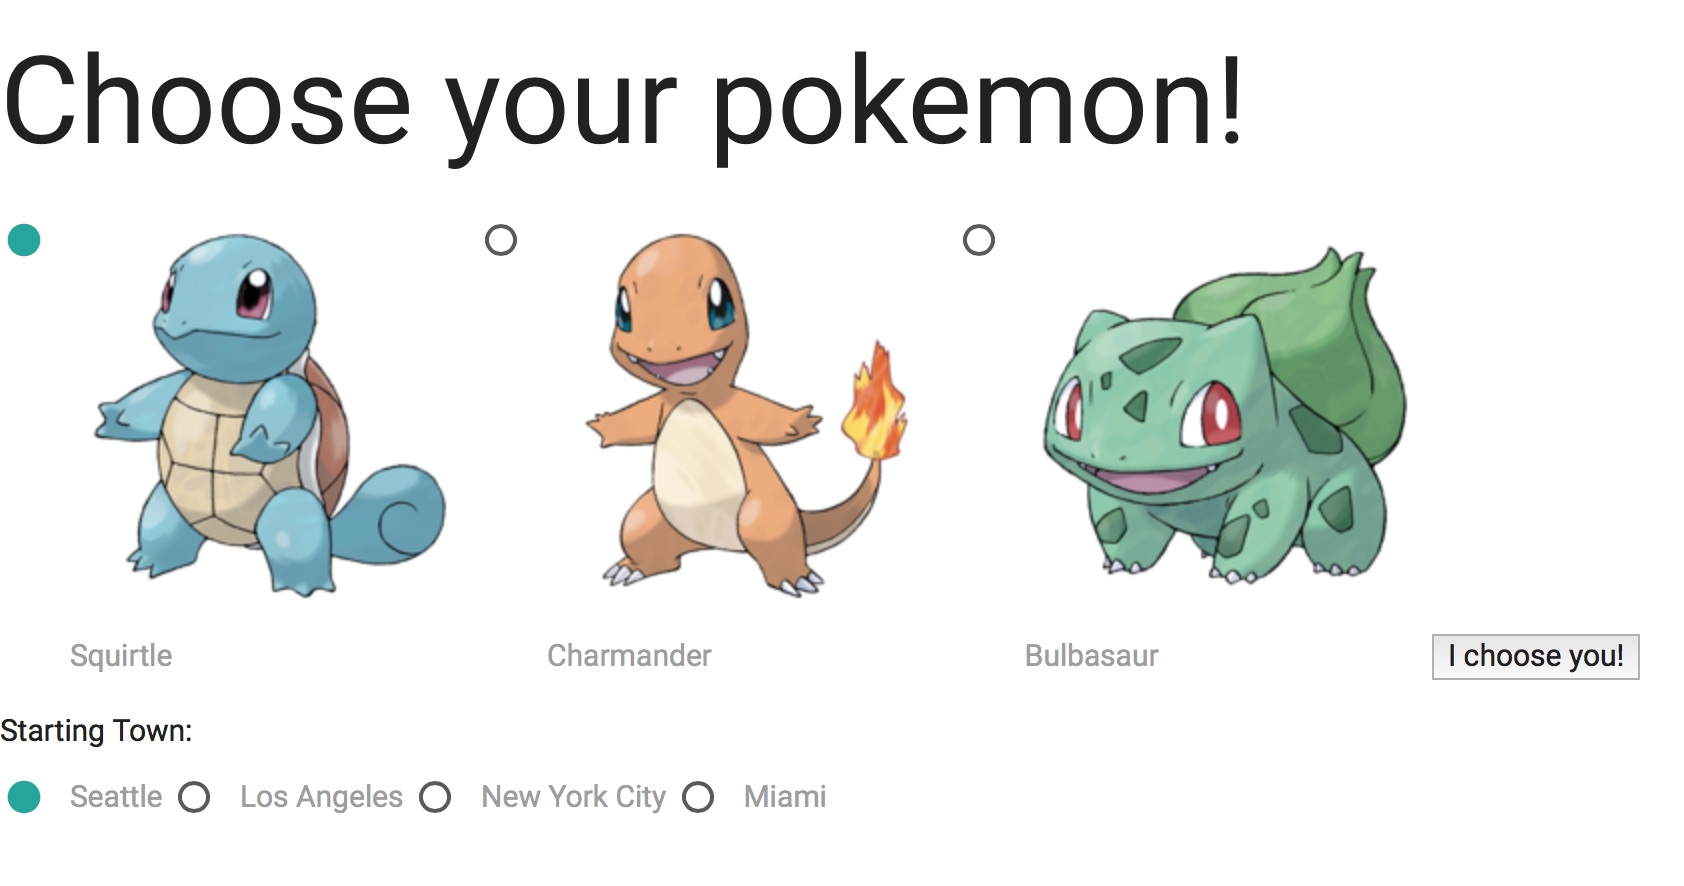 Choose your pokemon!
Squirtle Charmander Bulbasaur I choose you!
Starting Town:
Seattle Los Angeles New York City Miami